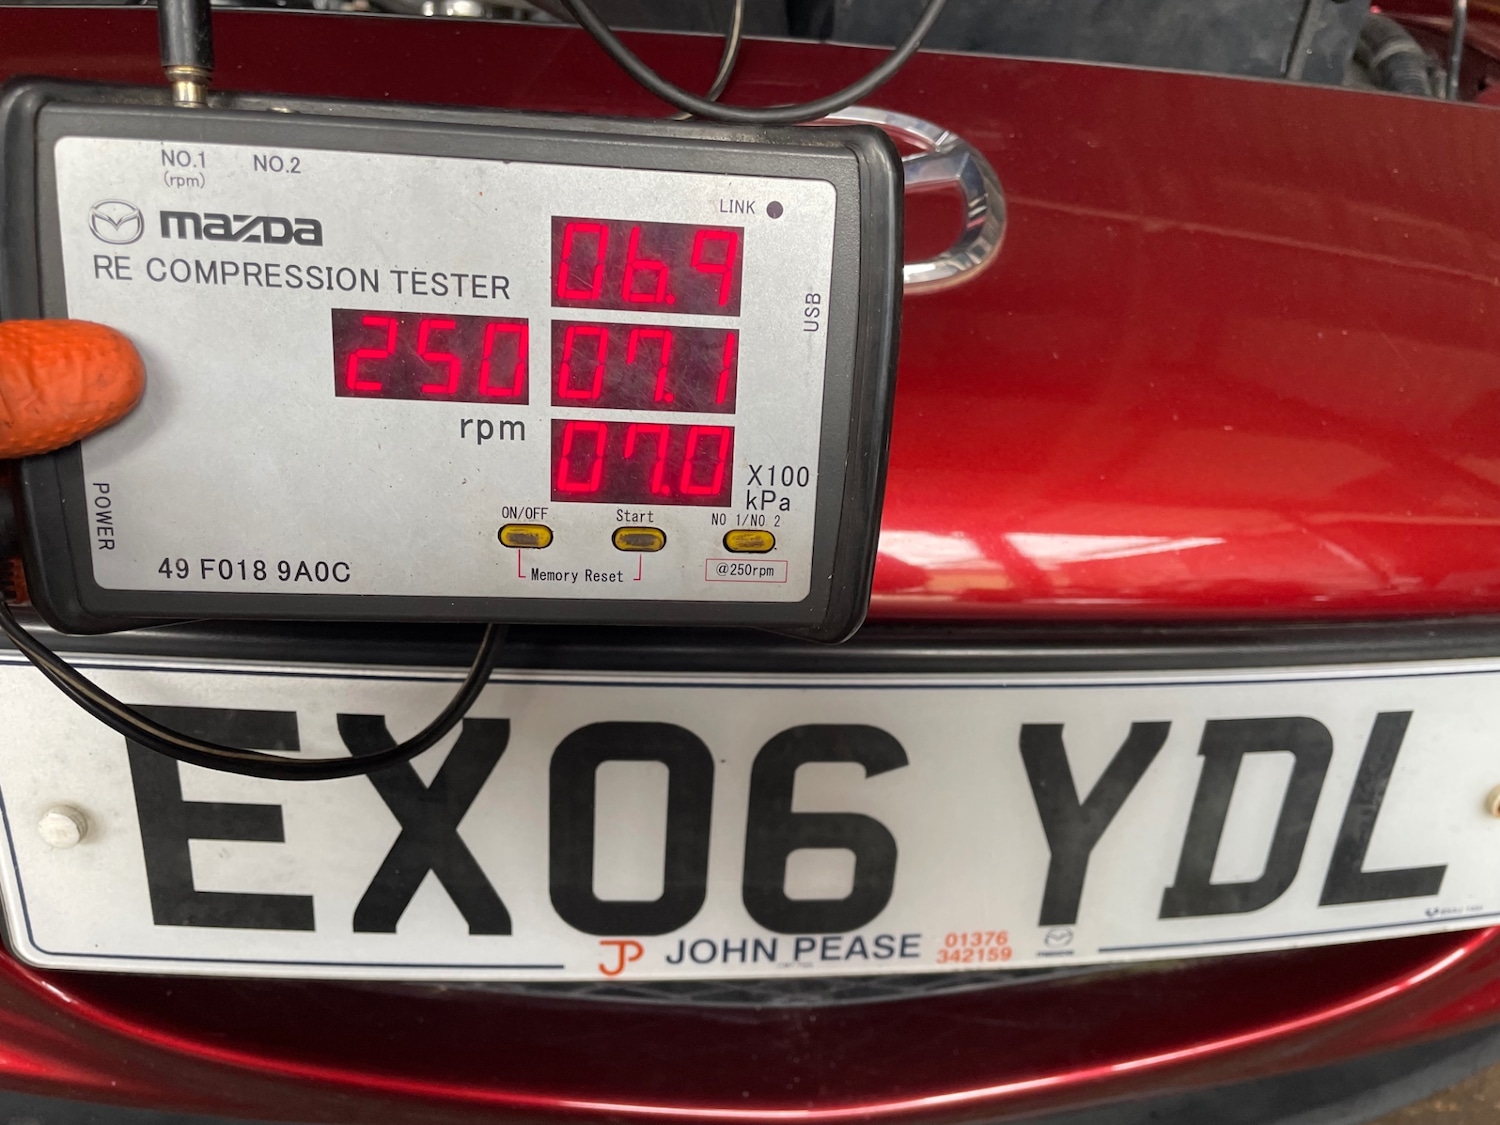 NO.1 NO.2
(rpm)
LINK
mazda
RE COMPRESSION TESTER
06.9
250 07.1
rpm
07.0
X100
kPa
USB
POWER
ON/OFF Start NO 1/NO 2
Memory Reset
@250rpm
49 F018 9A0C
EX06 YDL
JP JOHN PEASE 01376
342159